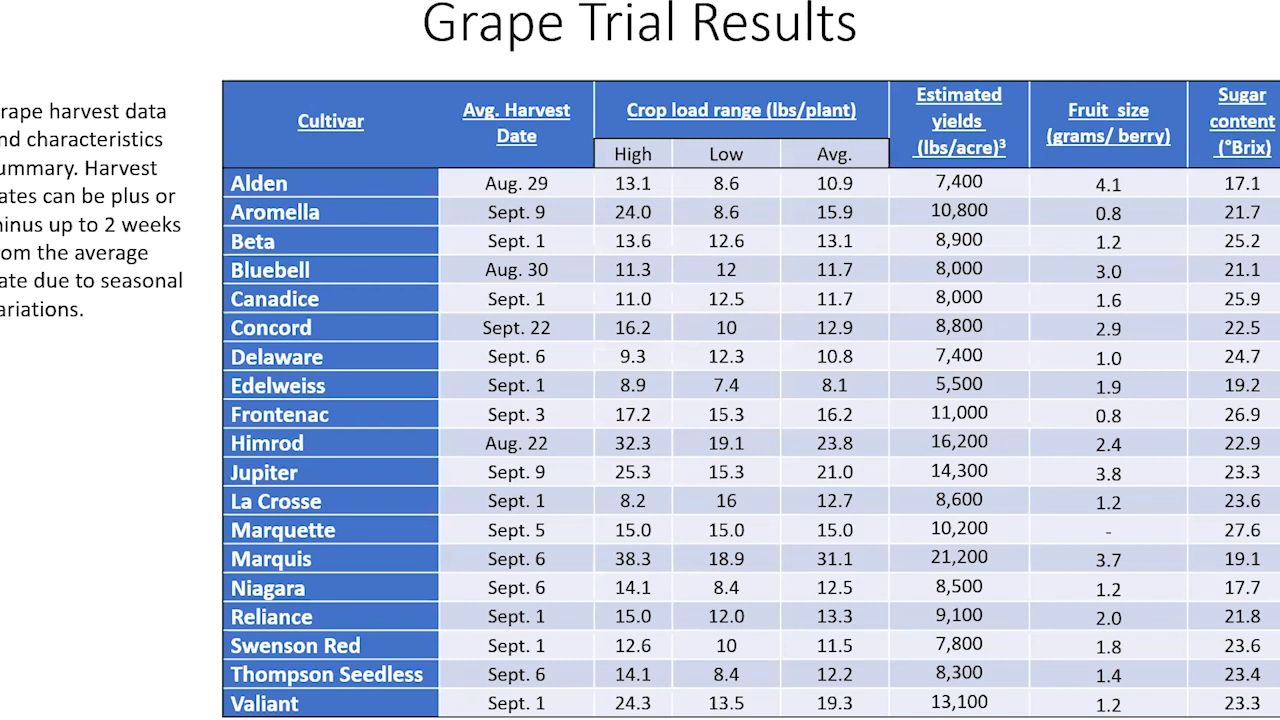 Grape Trial Results
rape harvest data
nd characteristics
ummary. Harvest
ates can be plus or
inus up to 2 weeks
om the average
ate due to seasonal
ariations.
Cultivar Avg. Harvest Date Crop load range (lbs/plant) Estimated yields (lbs/acre)³ Fruit size (grams/ berry) Sugar content (°Brix)
High Low Avg.
Alden Aug. 29 13.1 8.6 10.9 7,400 4.1 17.1
Aromella Sept. 9 24.0 8.6 15.9 10,800 0.8 21.7
Beta Sept. 1 13.6 12.6 13.1 8,900 1.2 25.2
Bluebell Aug. 30 11.3 12 11.7 8,000 3.0 21.1
Canadice Sept. 1 11.0 12.5 11.7 8,000 1.6 25.9
Concord Sept. 22 16.2 10 12.9 8,800 2.9 22.5
Delaware Sept. 6 9.3 12.3 10.8 7,400 1.0 24.7
Edelweiss Sept. 1 8.9 7.4 8.1 5,500 1.9 19.2
Frontenac Sept. 3 17.2 15.3 16.2 11,000 0.8 26.9
Himrod Aug. 22 32.3 19.1 23.8 16,200 2.4 22.9
Jupiter Sept. 9 25.3 15.3 21.0 14,300 3.8 23.3
La Crosse Sept. 1 8.2 16 12.7 8,600 1.2 23.6
Marquette Sept. 5 15.0 15.0 15.0 10,200 - 27.6
Marquis Sept. 6 38.3 18.9 31.1 21,200 3.7 19.1
Niagara Sept. 6 14.1 8.4 12.5 8,500 1.2 17.7
Reliance Sept. 1 15.0 12.0 13.3 9,100 2.0 21.8
Swenson Red Sept. 1 12.6 10 11.5 7,800 1.8 23.6
Thompson Seedless Sept. 6 14.1 8.4 12.2 8,300 1.4 23.4
Valiant Sept. 1 24.3 13.5 19.3 13,100 1.2 23.3